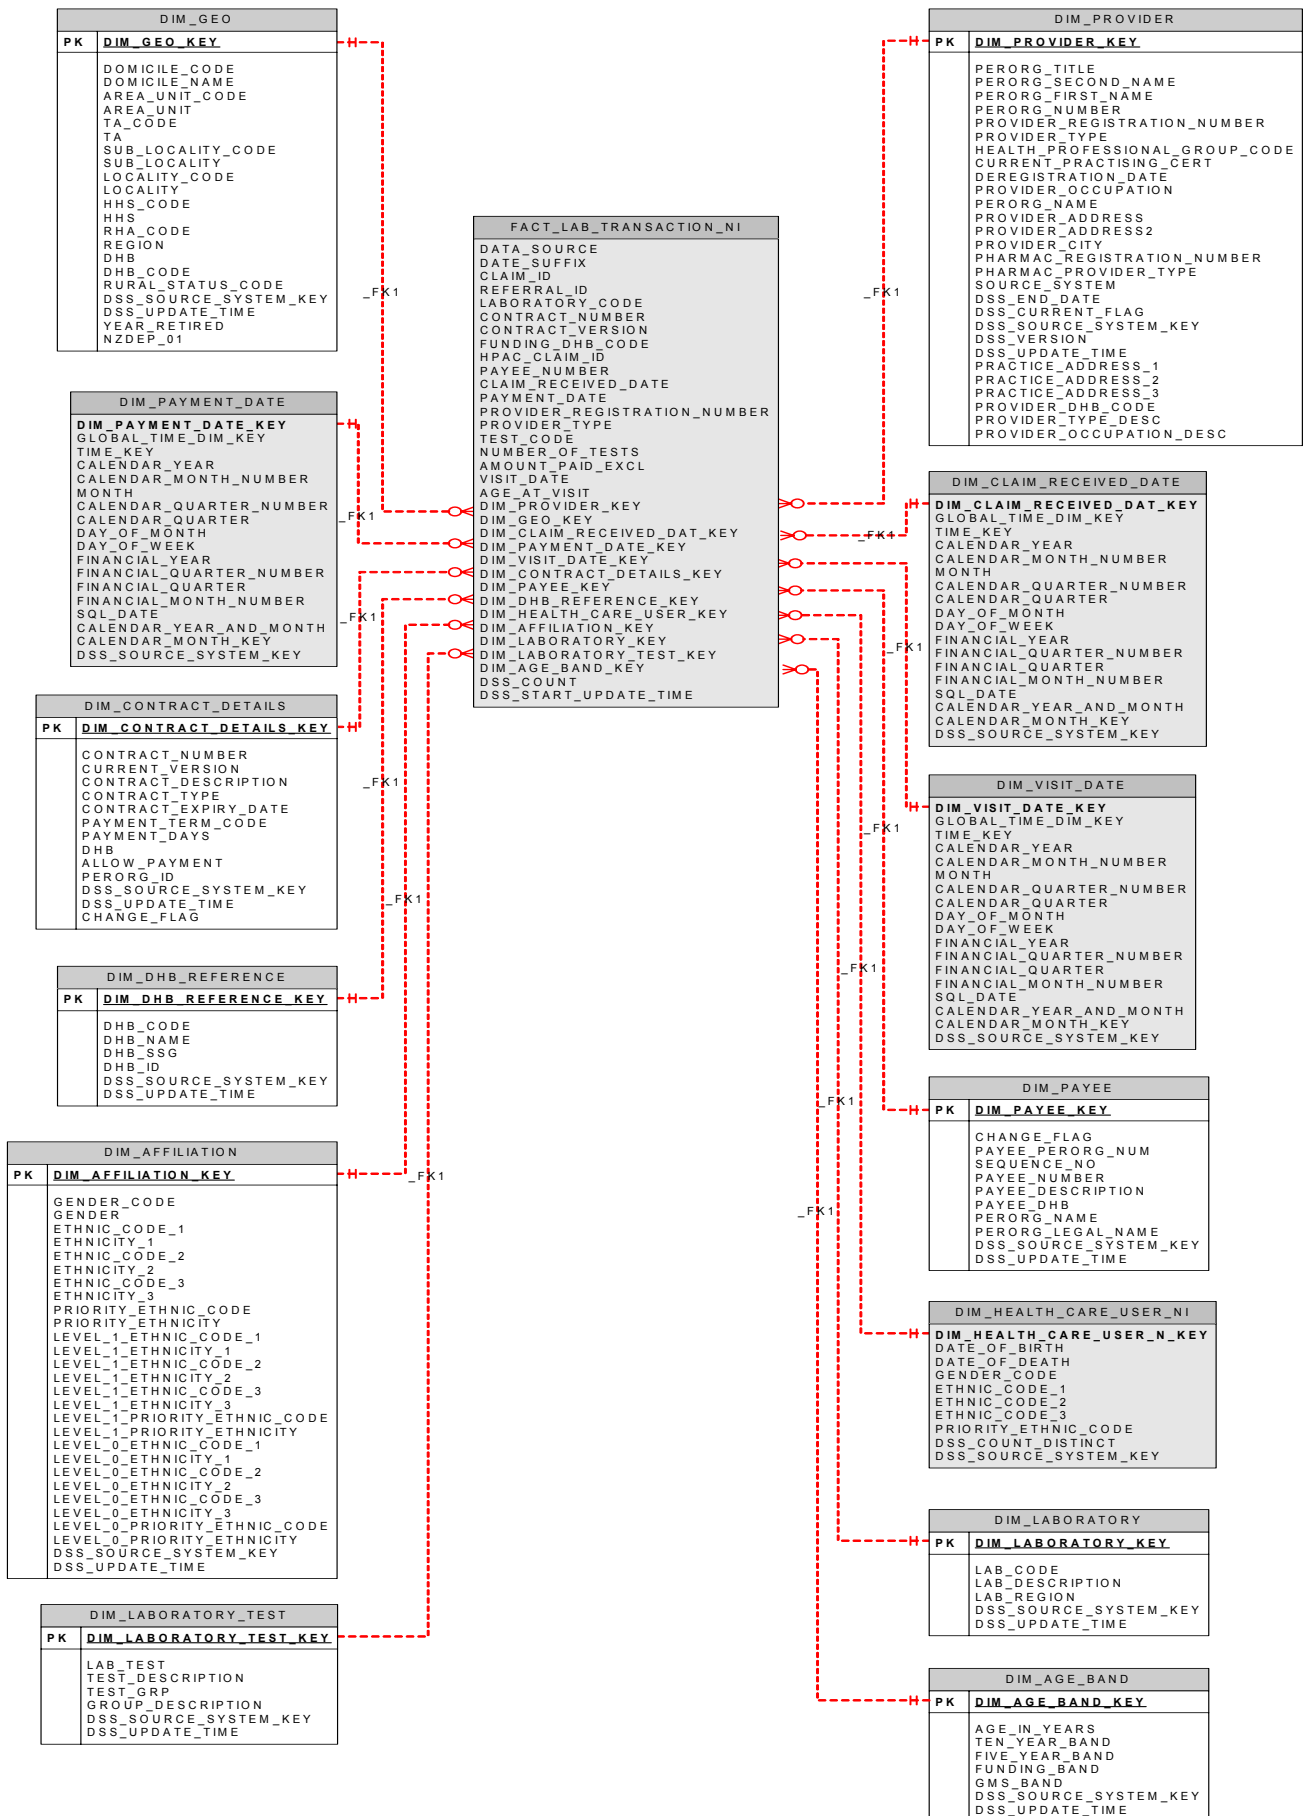 DIM_GEO
PK DIM_GEO_KEY
DOMICILE_CODE
DOMICILE_NAME
AREA_UNIT_CODE
AREA_UNIT
TA_CODE
TA
SUB_LOCALITY_CODE
SUB_LOCALITY
LOCALITY_CODE
LOCALITY
HHS_CODE
HHS
RHA_CODE
REGION
DHB
DHB_CODE
RURAL_STATUS_CODE
DSS_SOURCE_SYSTEM_KEY
DSS_UPDATE_TIME
YEAR_RETIRED
NZDEP_01
DIM_PAYMENT_DATE
DIM_PAYMENT_DATE_KEY
GLOBAL_TIME_DIM_KEY
TIME_KEY
CALENDAR_YEAR
CALENDAR_MONTH_NUMBER
MONTH
CALENDAR_QUARTER_NUMBER
CALENDAR_QUARTER
DAY_OF_MONTH
DAY_OF_WEEK
FINANCIAL_YEAR
FINANCIAL_QUARTER_NUMBER
FINANCIAL_QUARTER
FINANCIAL_MONTH_NUMBER
SQL_DATE
CALENDAR_YEAR_AND_MONTH
CALENDAR_MONTH_KEY
DSS_SOURCE_SYSTEM_KEY
DIM_CONTRACT_DETAILS
PK DIM_CONTRACT_DETAILS_KEY
CONTRACT_NUMBER
CURRENT_VERSION
CONTRACT_DESCRIPTION
CONTRACT_TYPE
CONTRACT_EXPIRY_DATE
PAYMENT_TERM_CODE
PAYMENT_DAYS
DHB
ALLOW_PAYMENT
PERORG_ID
DSS_SOURCE_SYSTEM_KEY
DSS_UPDATE_TIME
CHANGE_FLAG
DIM_DHB_REFERENCE
PK DIM_DHB_REFERENCE_KEY
DHB_CODE
DHB_NAME
DHB_SSG
DHB_ID
DSS_SOURCE_SYSTEM_KEY
DSS_UPDATE_TIME
DIM_AFFILIATION
PK DIM_AFFILIATION_KEY
GENDER_CODE
GENDER
ETHNIC_CODE_1
ETHNICITY_1
ETHNIC_CODE_2
ETHNICITY_2
ETHNIC_CODE_3
ETHNICITY_3
PRIORITY_ETHNIC_CODE
PRIORITY_ETHNICITY
LEVEL_1_ETHNIC_CODE_1
LEVEL_1_ETHNICITY_1
LEVEL_1_ETHNIC_CODE_2
LEVEL_1_ETHNICITY_2
LEVEL_1_ETHNIC_CODE_3
LEVEL_1_ETHNICITY_3
LEVEL_1_PRIORITY_ETHNIC_CODE
LEVEL_1_PRIORITY_ETHNICITY
LEVEL_0_ETHNIC_CODE_1
LEVEL_0_ETHNICITY_1
LEVEL_0_ETHNIC_CODE_2
LEVEL_0_ETHNICITY_2
LEVEL_0_ETHNIC_CODE_3
LEVEL_0_ETHNICITY_3
LEVEL_0_PRIORITY_ETHNIC_CODE
LEVEL_0_PRIORITY_ETHNICITY
DSS_SOURCE_SYSTEM_KEY
DSS_UPDATE_TIME
DIM_LABORATORY_TEST
PK DIM_LABORATORY_TEST_KEY
LAB_TEST
TEST_DESCRIPTION
TEST_GRP
GROUP_DESCRIPTION
DSS_SOURCE_SYSTEM_KEY
DSS_UPDATE_TIME
_FK1
_FK1
_FK1
_FK1
_FK1
_FK1
FACT_LAB_TRANSACTION_NI
DATA_SOURCE
DATE_SUFFIX
CLAIM_ID
REFERRAL_ID
LABORATORY_CODE
CONTRACT_NUMBER
CONTRACT_VERSION
FUNDING_DHB_CODE
HPAC_CLAIM_ID
PAYEE_NUMBER
CLAIM_RECEIVED_DATE
PAYMENT_DATE
PROVIDER_REGISTRATION_NUMBER
PROVIDER_TYPE
TEST_CODE
NUMBER_OF_TESTS
AMOUNT_PAID_EXCL
VISIT_DATE
AGE_AT_VISIT
DIM_PROVIDER_KEY
DIM_GEO_KEY
DIM_CLAIM_RECEIVED_DAT_KEY
DIM_PAYMENT_DATE_KEY
DIM_VISIT_DATE_KEY
DIM_CONTRACT_DETAILS_KEY
DIM_PAYEE_KEY
DIM_DHB_REFERENCE_KEY
DIM_HEALTH_CARE_USER_KEY
DIM_AFFILIATION_KEY
DIM_LABORATORY_KEY
DIM_LABORATORY_TEST_KEY
DIM_AGE_BAND_KEY
DSS_COUNT
DSS_START_UPDATE_TIME
_FK1
_FK1
_FK1
_FK1
_FK1
_FK1
_FK1
DIM_PROVIDER
PK DIM_PROVIDER_KEY
PERORG_TITLE
PERORG_SECOND_NAME
PERORG_FIRST_NAME
PERORG_NUMBER
PROVIDER_REGISTRATION_NUMBER
PROVIDER_TYPE
HEALTH_PROFESSIONAL_GROUP_CODE
CURRENT_PRACTISING_CERT
DEREGISTRATION_DATE
PROVIDER_OCCUPATION
PERORG_NAME
PROVIDER_ADDRESS
PROVIDER_ADDRESS2
PROVIDER_CITY
PHARMAC_REGISTRATION_NUMBER
PHARMAC_PROVIDER_TYPE
SOURCE_SYSTEM
DSS_END_DATE
DSS_CURRENT_FLAG
DSS_SOURCE_SYSTEM_KEY
DSS_VERSION
DSS_UPDATE_TIME
PRACTICE_ADDRESS_1
PRACTICE_ADDRESS_2
PRACTICE_ADDRESS_3
PROVIDER_DHB_CODE
PROVIDER_TYPE_DESC
PROVIDER_OCCUPATION_DESC
DIM_CLAIM_RECEIVED_DATE
DIM_CLAIM_RECEIVED_DAT_KEY
GLOBAL_TIME_DIM_KEY
TIME_KEY
CALENDAR_YEAR
CALENDAR_MONTH_NUMBER
MONTH
CALENDAR_QUARTER_NUMBER
CALENDAR_QUARTER
DAY_OF_MONTH
DAY_OF_WEEK
FINANCIAL_YEAR
FINANCIAL_QUARTER_NUMBER
FINANCIAL_QUARTER
FINANCIAL_MONTH_NUMBER
SQL_DATE
CALENDAR_YEAR_AND_MONTH
CALENDAR_MONTH_KEY
DSS_SOURCE_SYSTEM_KEY
DIM_VISIT_DATE
DIM_VISIT_DATE_KEY
GLOBAL_TIME_DIM_KEY
TIME_KEY
CALENDAR_YEAR
CALENDAR_MONTH_NUMBER
MONTH
CALENDAR_QUARTER_NUMBER
CALENDAR_QUARTER
DAY_OF_MONTH
DAY_OF_WEEK
FINANCIAL_YEAR
FINANCIAL_QUARTER_NUMBER
FINANCIAL_QUARTER
FINANCIAL_MONTH_NUMBER
SQL_DATE
CALENDAR_YEAR_AND_MONTH
CALENDAR_MONTH_KEY
DSS_SOURCE_SYSTEM_KEY
DIM_PAYEE
PK DIM_PAYEE_KEY
CHANGE_FLAG
PAYEE_PERORG_NUM
SEQUENCE_NO
PAYEE_NUMBER
PAYEE_DESCRIPTION
PAYEE_DHB
PERORG_NAME
PERORG_LEGAL_NAME
DSS_SOURCE_SYSTEM_KEY
DSS_UPDATE_TIME
DIM_HEALTH_CARE_USER_NI
DIM_HEALTH_CARE_USER_N_KEY
DATE_OF_BIRTH
DATE_OF_DEATH
GENDER_CODE
ETHNIC_CODE_1
ETHNIC_CODE_2
ETHNIC_CODE_3
PRIORITY_ETHNIC_CODE
DSS_COUNT_DISTINCT
DSS_SOURCE_SYSTEM_KEY
DIM_LABORATORY
PK DIM_LABORATORY_KEY
LAB_CODE
LAB_DESCRIPTION
LAB_REGION
DSS_SOURCE_SYSTEM_KEY
DSS_UPDATE_TIME
DIM_AGE_BAND
PK DIM_AGE_BAND_KEY
AGE_IN_YEARS
TEN_YEAR_BAND
FIVE_YEAR_BAND
FUNDING_BAND
GMS_BAND
DSS_SOURCE_SYSTEM_KEY
DSS_UPDATE_TIME